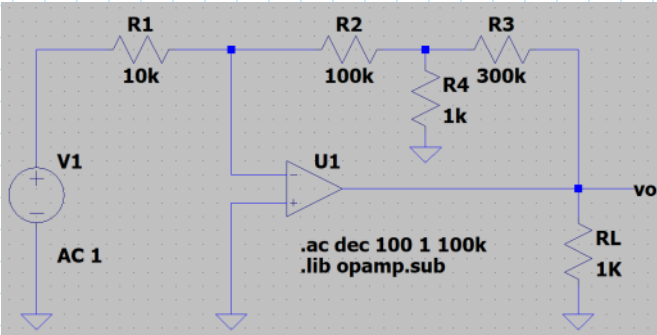 R1
R2
R3
10k
100k
300k
R4
1k
V1
U1
vo
AC 1
.ac dec 100 1 100k
.lib opamp.sub
RL
1K